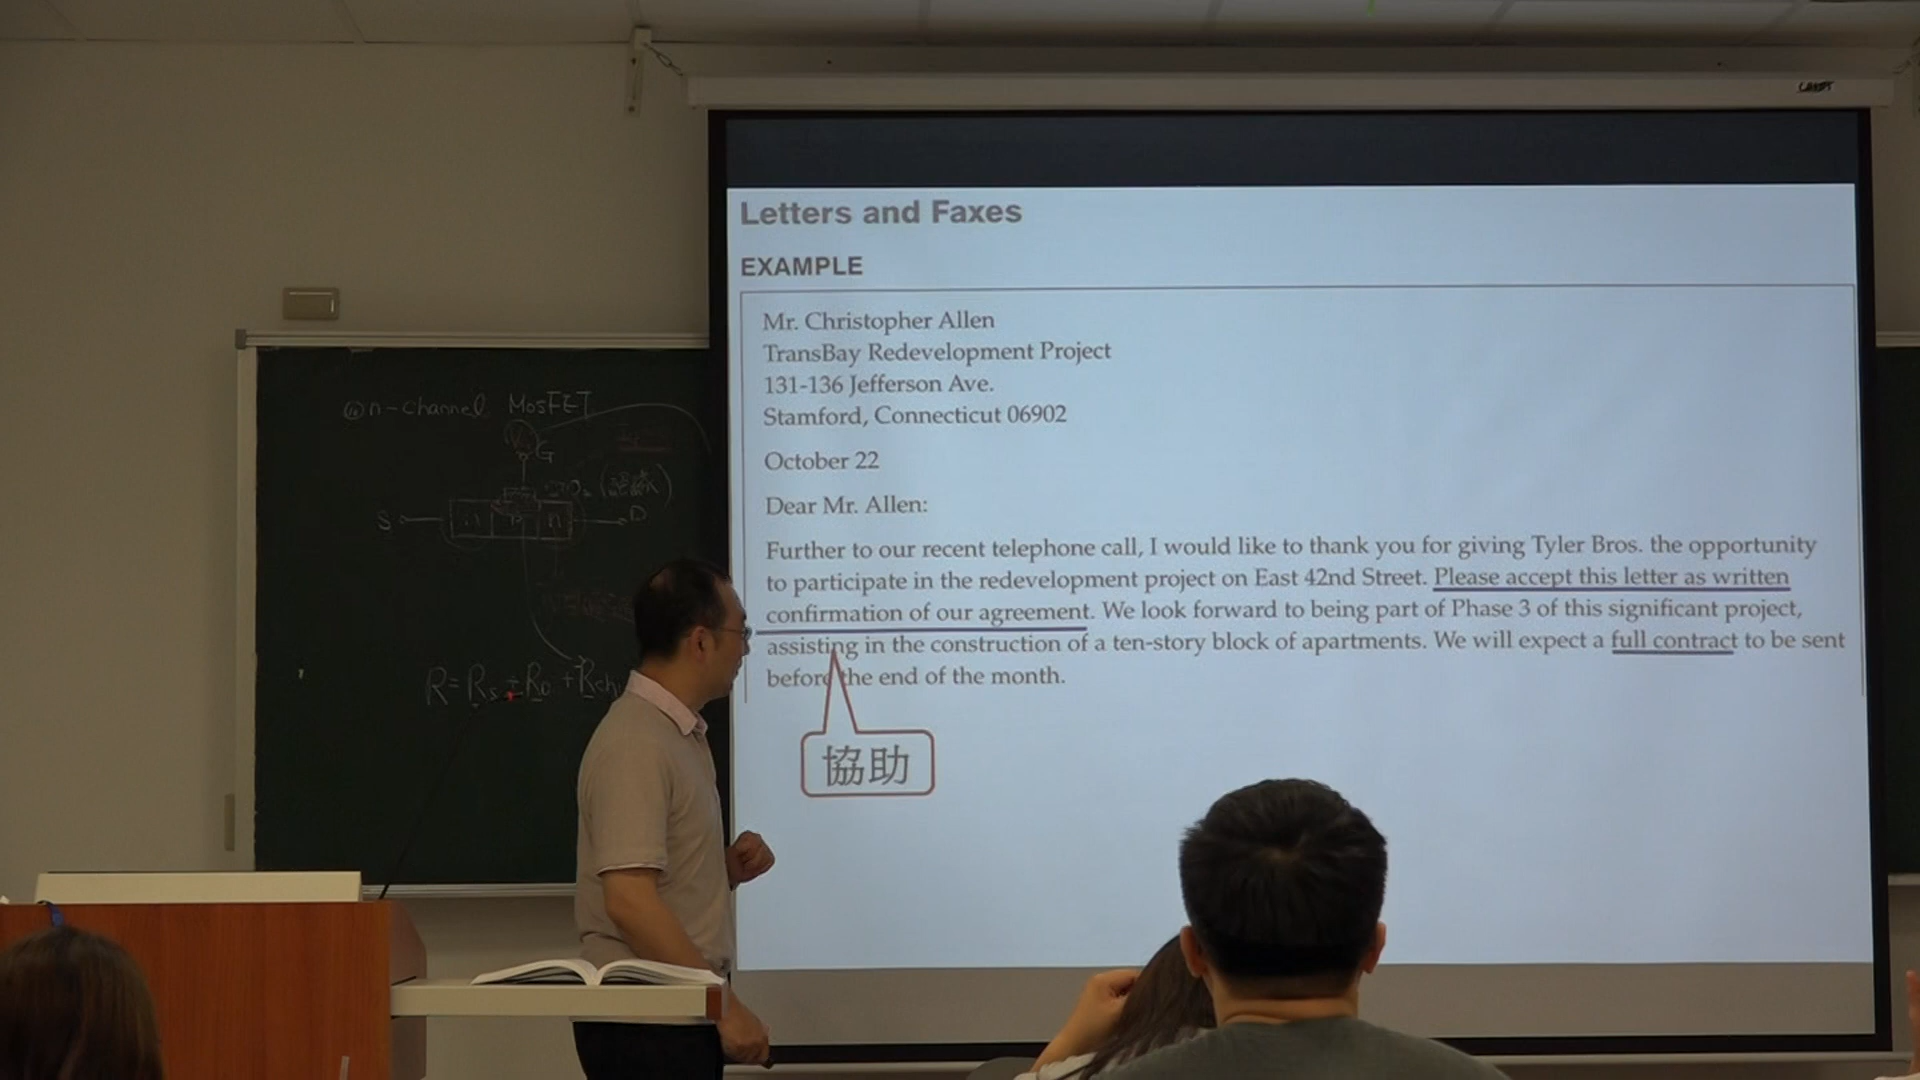 Letters and Faxes
EXAMPLE
Mr. Christopher Allen
TransBay Redevelopment Project
131-136 Jefferson Ave.
Stamford, Connecticut 06902
October 22
Dear Mr. Allen:
Further to our recent telephone call, I would like to thank you for giving Tyler Bros. the opportunity
to participate in the redevelopment project on East 42nd Street. Please accept this letter as written
confirmation of our agreement. We look forward to being part of Phase 3 of this significant project,
assisting in the construction of a ten-story block of apartments. We will expect a full contract to be sent
before the end of the month.
協助
n-channel MosFET
G
S
n
D
R=Rs+RD+Rch